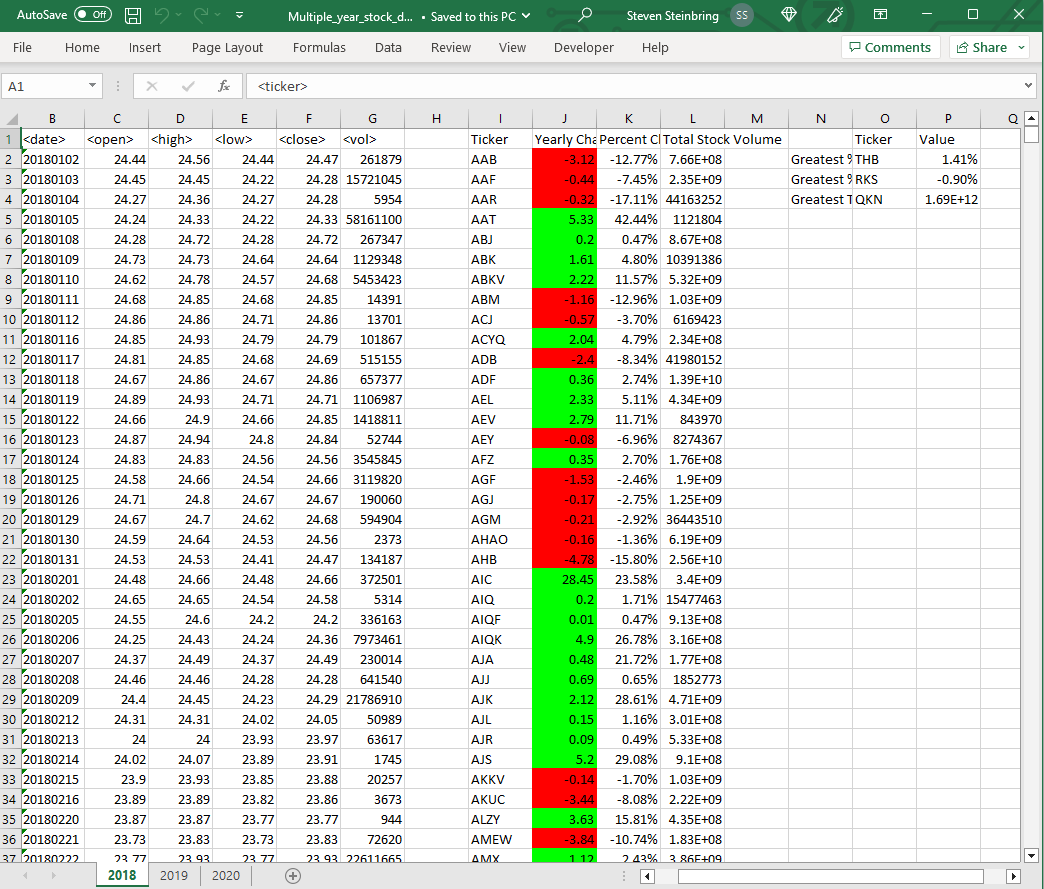 AutoSave Off Multiple_year_stock_d... • Saved to this PC Steven Steinbring SS
File Home Insert Page Layout Formulas Data Review View Developer Help Comments Share
A1 fx <ticker>
B C D E F G H I J K L M N O P Q
1 <date> <open> <high> <low> <close> <vol> Ticker Yearly Cha Percent C Total Stock Volume Ticker Value
2 20180102 24.44 24.56 24.44 24.47 261879 AAB -3.12 -12.77% 7.66E+08 Greatest % THB 1.41%
3 20180103 24.45 24.45 24.22 24.28 15721045 AAF -0.44 -7.45% 2.35E+09 Greatest % RKS -0.90%
4 20180104 24.27 24.36 24.27 24.28 5954 AAR -0.32 -17.11% 44163252 Greatest T QKN 1.69E+12
5 20180105 24.24 24.33 24.22 24.33 58161100 AAT 5.33 42.44% 1121804
6 20180108 24.28 24.72 24.28 24.72 267347 ABJ 0.2 0.47% 8.67E+08
7 20180109 24.73 24.73 24.64 24.64 1129348 ABK 1.61 4.80% 10391386
8 20180110 24.62 24.78 24.57 24.68 5453423 ABKV 2.22 11.57% 5.32E+09
9 20180111 24.68 24.85 24.68 24.85 14391 ABM -1.16 -12.96% 1.03E+09
10 20180112 24.86 24.86 24.71 24.86 13701 ACJ -0.57 -3.70% 6169423
11 20180116 24.85 24.93 24.79 24.79 101867 ACYQ 2.04 4.79% 2.34E+08
12 20180117 24.81 24.85 24.68 24.69 515155 ADB -2.4 -8.34% 41980152
13 20180118 24.67 24.86 24.67 24.86 657377 ADF 0.36 2.74% 1.39E+10
14 20180119 24.89 24.93 24.71 24.71 1106987 AEL 2.33 5.11% 4.34E+09
15 20180122 24.66 24.9 24.66 24.85 1418811 AEV 2.79 11.71% 843970
16 20180123 24.87 24.94 24.8 24.84 52744 AEY -0.08 -6.96% 8274367
17 20180124 24.83 24.83 24.56 24.56 3545845 AFZ 0.35 2.70% 1.76E+08
18 20180125 24.58 24.66 24.54 24.66 3119820 AGF -1.53 -2.46% 1.9E+09
19 20180126 24.71 24.8 24.67 24.67 190060 AGJ -0.17 -2.75% 1.25E+09
20 20180129 24.67 24.7 24.62 24.68 594904 AGM -0.21 -2.92% 36443510
21 20180130 24.59 24.64 24.53 24.56 2373 AHAO -0.16 -1.36% 6.19E+09
22 20180131 24.53 24.53 24.41 24.47 134187 AHB -4.78 -15.80% 2.56E+10
23 20180201 24.48 24.66 24.48 24.66 372501 AIC 28.45 23.58% 3.4E+09
24 20180202 24.65 24.65 24.54 24.58 5314 AIQ 0.2 1.71% 15477463
25 20180205 24.55 24.6 24.2 24.2 336163 AIQF 0.01 0.47% 9.13E+08
26 20180206 24.25 24.43 24.24 24.36 7973461 AIQK 4.9 26.78% 3.16E+08
27 20180207 24.37 24.49 24.37 24.49 230014 AJA 0.48 21.72% 1.77E+08
28 20180208 24.46 24.46 24.28 24.28 641540 AJJ 0.69 0.65% 1852773
29 20180209 24.4 24.45 24.23 24.29 21786910 AJK 2.12 28.61% 4.71E+09
30 20180212 24.31 24.31 24.02 24.05 50989 AJL 0.15 1.16% 3.01E+08
31 20180213 24 24 23.93 23.97 63617 AJR 0.09 0.49% 5.33E+08
32 20180214 24.02 24.07 23.89 23.91 1745 AJS 5.2 29.08% 9.1E+08
33 20180215 23.9 23.93 23.85 23.88 20257 AKKV -0.14 -1.70% 1.03E+09
34 20180216 23.89 23.89 23.82 23.86 3673 AKUC -3.44 -8.08% 2.22E+09
35 20180220 23.87 23.87 23.77 23.77 944 ALZY 3.63 15.81% 4.35E+08
36 20180221 23.73 23.83 23.73 23.83 72620 AMEW -3.84 -10.74% 1.83E+08
37 20180222 23.77 23.93 23.77 23.93 22611665 AMX 1.12 2.43% 3.86E+09
2018 2019 2020